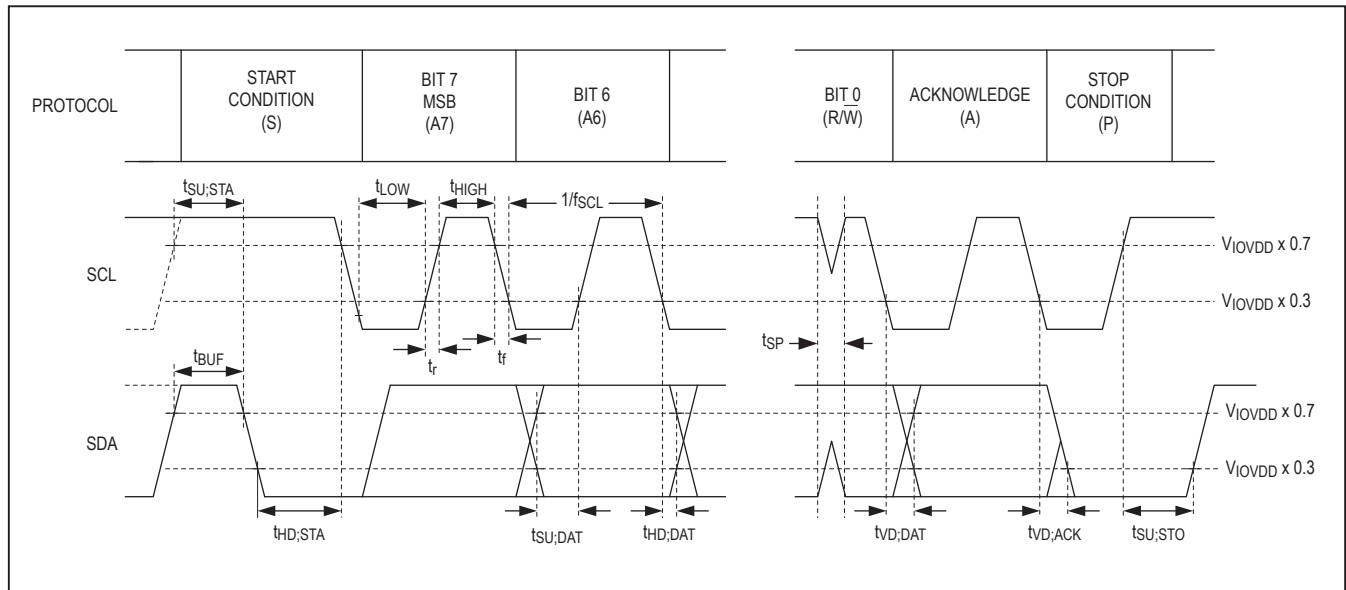 PROTOCOL
START
CONDITION
(S)
BIT 7
MSB
(A7)
BIT 6
(A6)
BIT 0
(R/W̅)
ACKNOWLEDGE
(A)
STOP
CONDITION
(P)
tSU;STA
tLOW
tHIGH
1/fSCL
VIOVDD x 0.7
SCL
VIOVDD x 0.3
tSP
tBUF
tr
tf
VIOVDD x 0.7
SDA
VIOVDD x 0.3
tHD;STA
tSU;DAT
tHD;DAT
tVD;DAT
tVD;ACK
tSU;STO